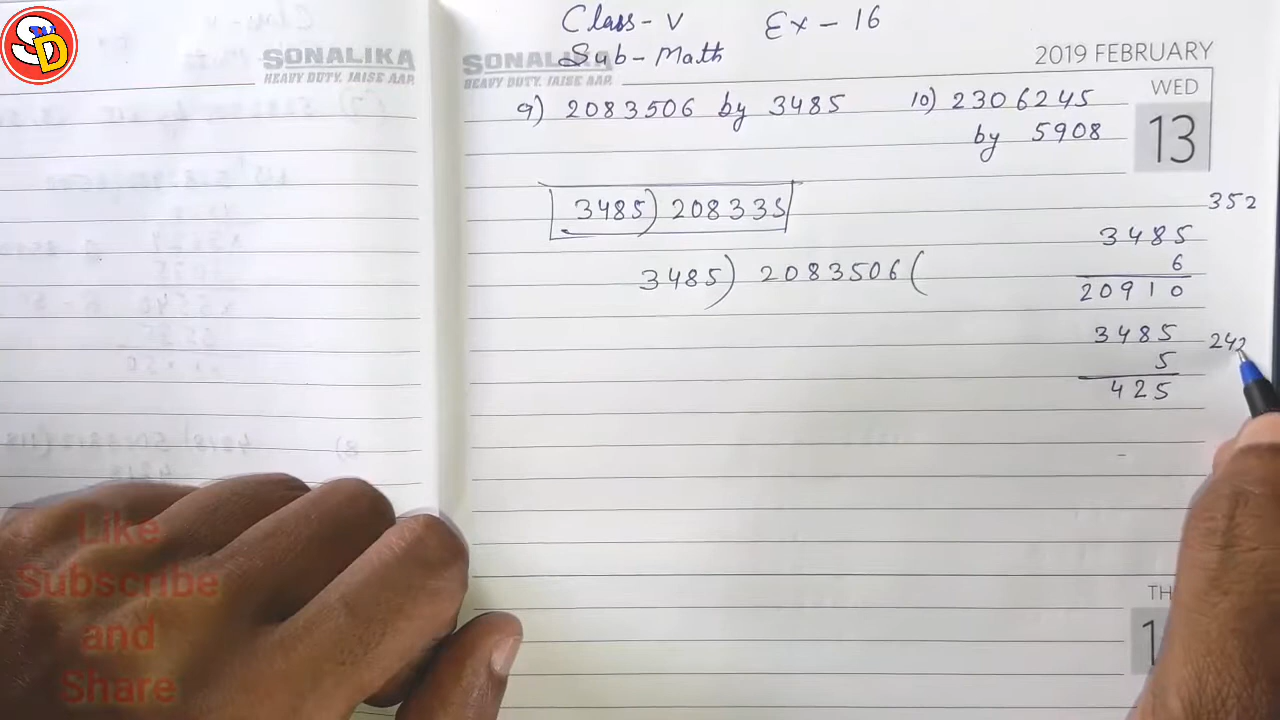 SD
Class - V Ex - 16
Sub - Math
SONALIKA
HEAVY DUTY. JAISE AAP.
SONALIKA
HEAVY DUTY. JAISE AAP.
2019 FEBRUARY
WED
13
9) 2083506 by 3485
10) 2306245
by 5908
3485) 208335
3485) 2083506 (
352
3485
6
20910
3485
5
425
242
Like
Subscribe
and
Share